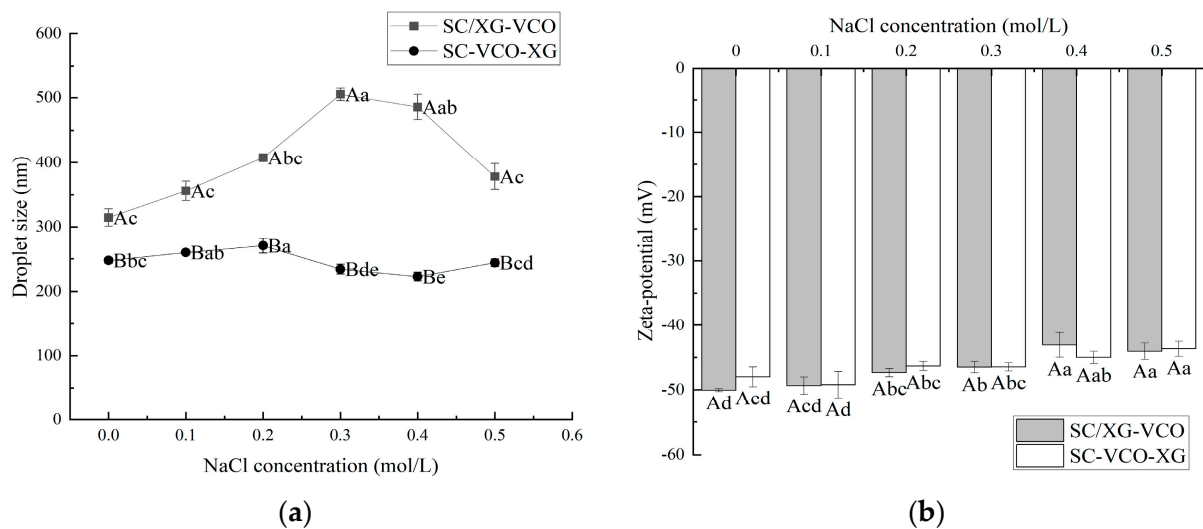 SC/XG-VCO
SC-VCO-XG
600
500
400
300
200
100
0
Droplet size (nm)
Ac
Ac
Abc
Aa
Aab
Ac
Bbc
Bab
Ba
Bde
Be
Bcd
0.0 0.1 0.2 0.3 0.4 0.5 0.6
NaCl concentration (mol/L)
(a)
NaCl concentration (mol/L)
0 0.1 0.2 0.3 0.4 0.5
0
-10
-20
-30
-40
-50
-60
Zeta-potential (mV)
Ad Acd Acd Ad Abc Abc Ab Abc Aa Aab Aa Aa
SC/XG-VCO
SC-VCO-XG
(b)